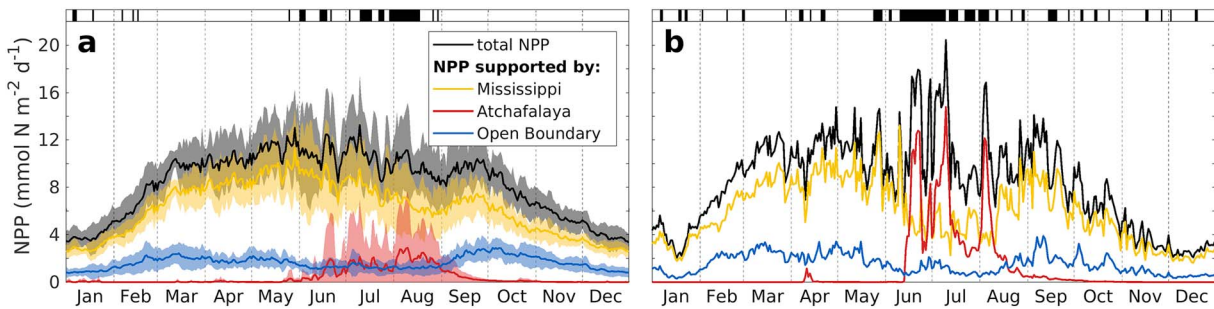 a
b
total NPP
NPP supported by:
Mississippi
Atchafalaya
Open Boundary
NPP (mmol N m-2 d-1)
20
16
12
8
4
0
Jan Feb Mar Apr May Jun Jul Aug Sep Oct Nov Dec
Jan Feb Mar Apr May Jun Jul Aug Sep Oct Nov Dec